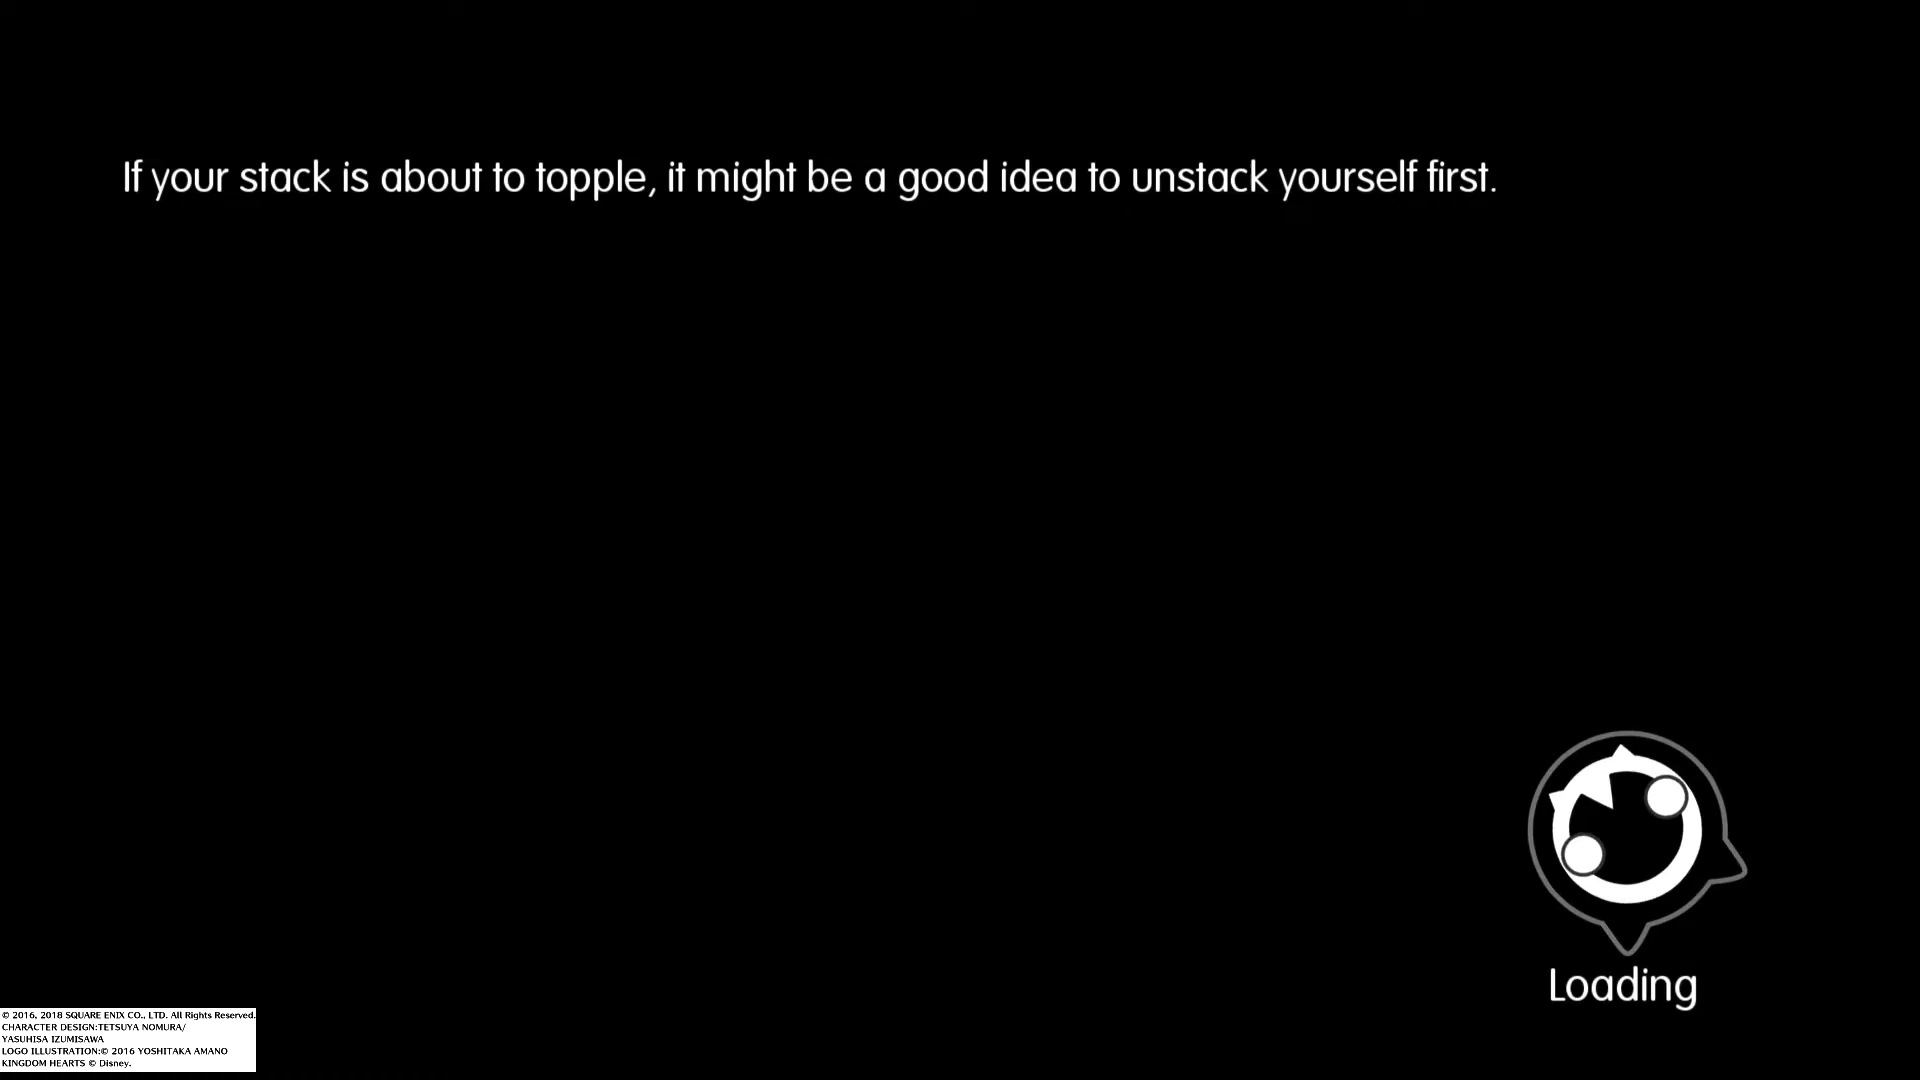 If your stack is about to topple, it might be a good idea to unstack yourself first.
Loading
© 2016, 2018 SQUARE ENIX CO., LTD. All Rights Reserved.
CHARACTER DESIGN:TETSUYA NOMURA/
YASUHISA IZUMISAWA
LOGO ILLUSTRATION:© 2016 YOSHITAKA AMANO
KINGDOM HEARTS © Disney.